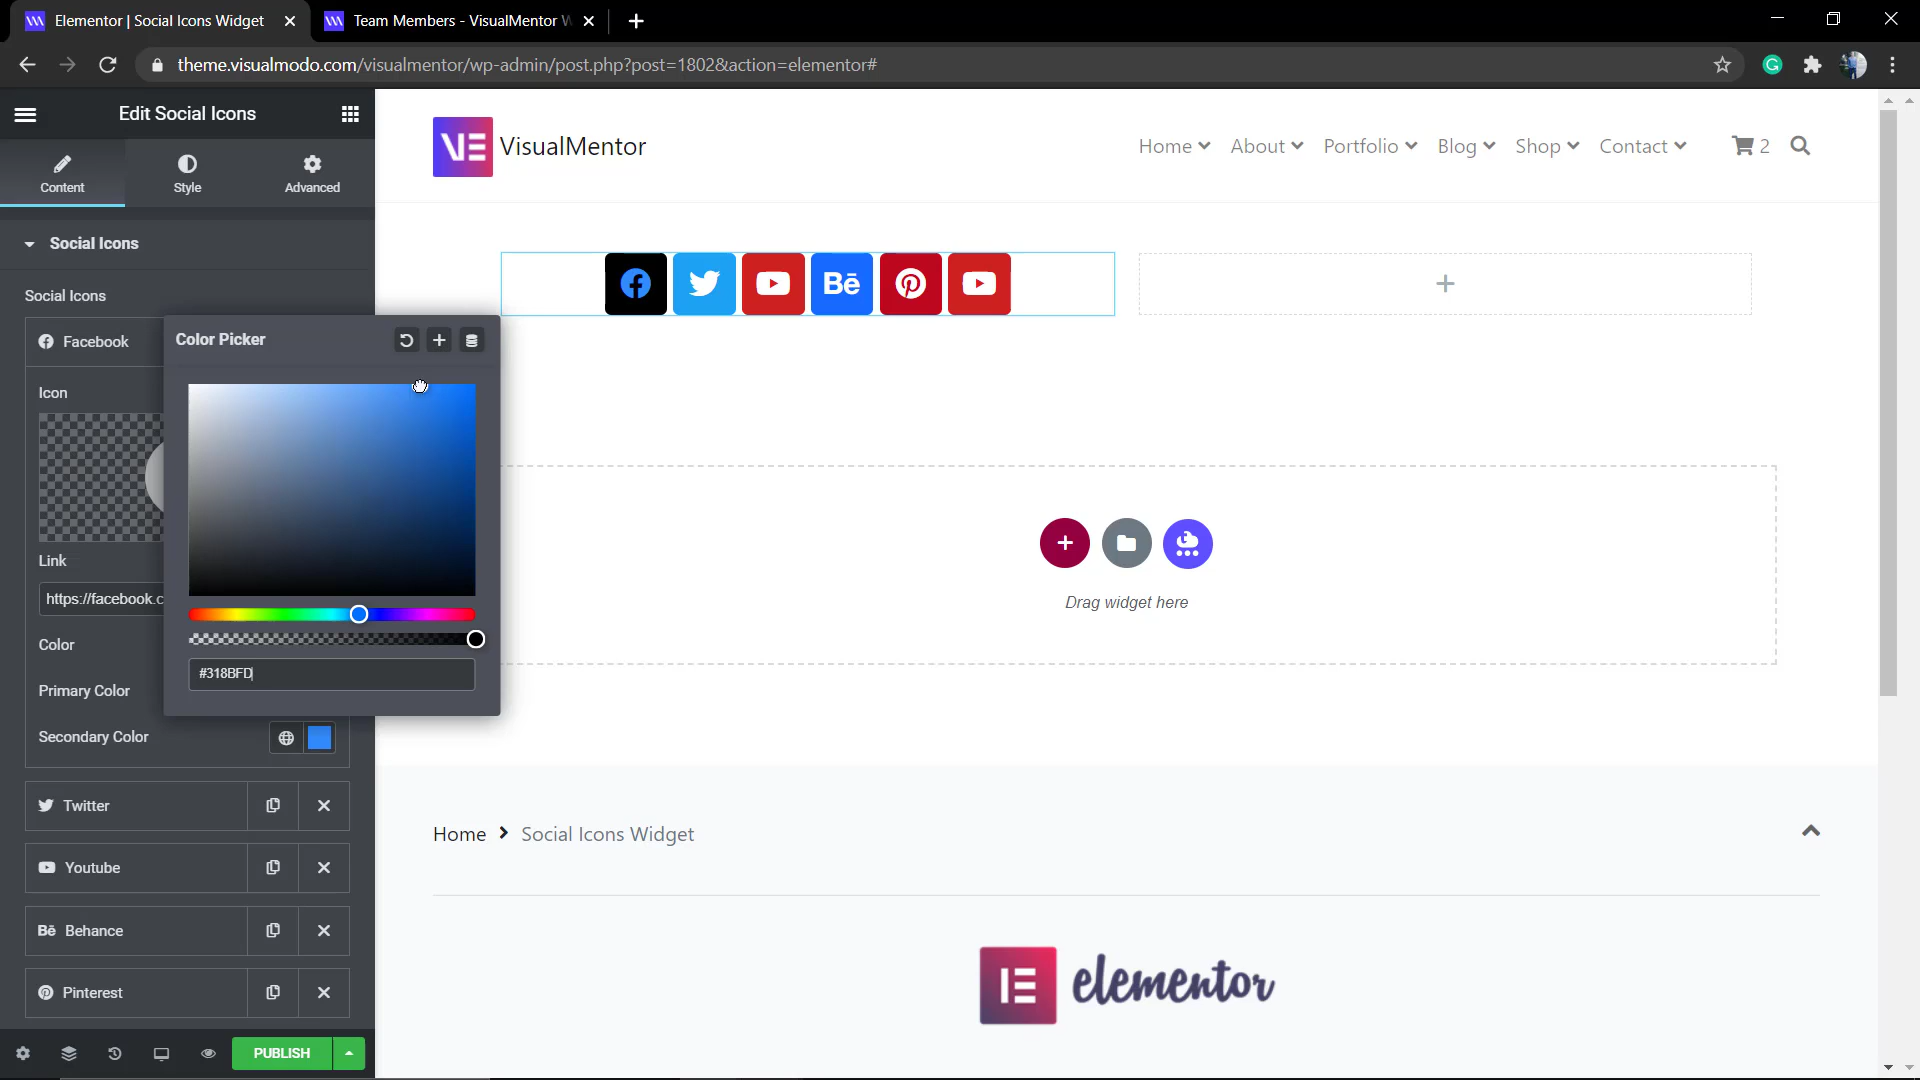 Elementor | Social Icons Widget
Team Members - VisualMentor W
theme.visualmodo.com/visualmentor/wp-admin/post.php?post=1802&action=elementor#
Edit Social Icons
Content
Style
Advanced
Social Icons
Social Icons
Facebook
Icon
Link
https://facebook.c
Color
Primary Color
Secondary Color
Twitter
Youtube
Bē Behance
Pinterest
PUBLISH
Color Picker
#318BFD
VE VisualMentor
Home
About
Portfolio
Blog
Shop
Contact
2
Bē
Drag widget here
Home
Social Icons Widget
elementor